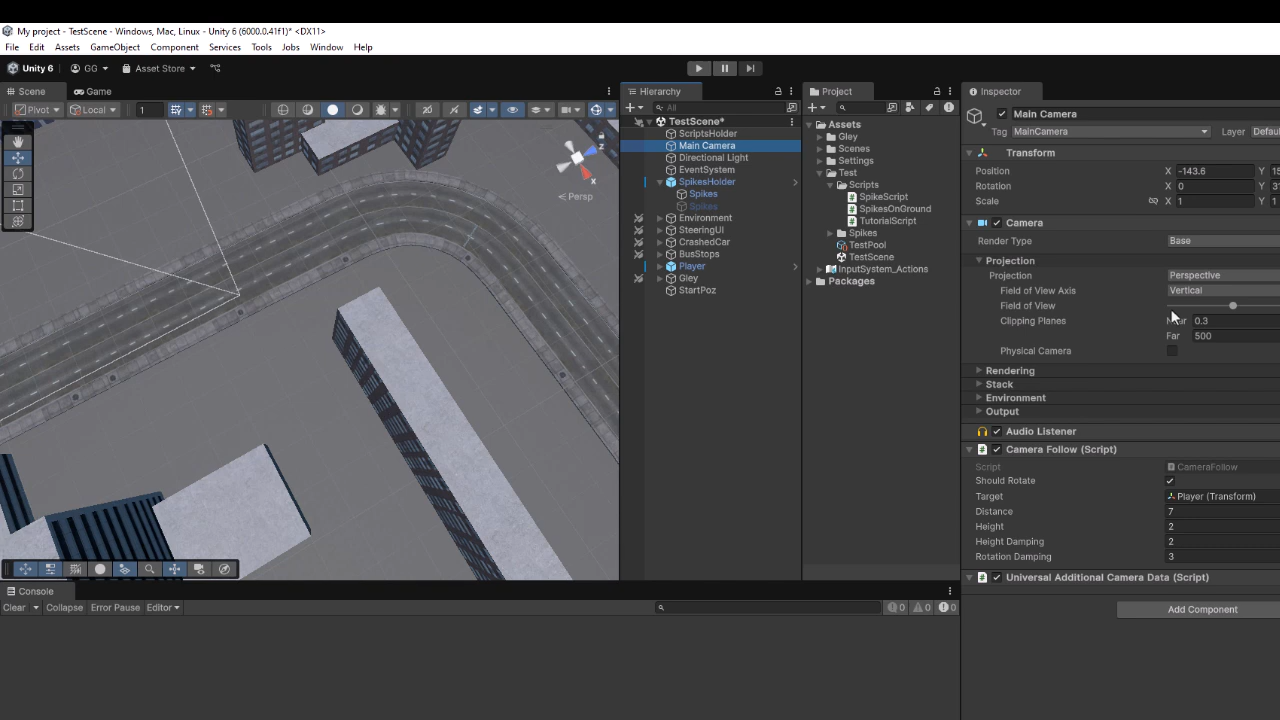 My project - TestScene - Windows, Mac, Linux - Unity 6 (6000.0.41f1)* <DX11>
File Edit Assets GameObject Component Services Tools Jobs Window Help
Unity 6 GG Asset Store
Scene Game
Pivot Local 1
z
x
Persp
Hierarchy
All
TestScene*
ScriptsHolder
Main Camera
Directional Light
EventSystem
SpikesHolder
Spikes
Spikes
Environment
SteeringUI
CrashedCar
BusStops
Player
Gley
StartPoz
Project
Assets
Gley
Scenes
Settings
Test
Scripts
SpikeScript
SpikesOnGround
TutorialScript
Spikes
TestPool
TestScene
InputSystem_Actions
Packages
Inspector
Main Camera
Tag MainCamera Layer Defau
Transform
Position X -143.6 Y 15
Rotation X 0 Y 31
Scale X 1 Y 1
Camera
Render Type Base
Projection
Projection Perspective
Field of View Axis Vertical
Field of View
Clipping Planes Near 0.3
Far 500
Physical Camera
Rendering
Stack
Environment
Output
Audio Listener
Camera Follow (Script)
Script CameraFollow
Should Rotate
Target Player (Transform)
Distance 7
Height 2
Height Damping 2
Rotation Damping 3
Universal Additional Camera Data (Script)
Add Component
Console
Clear Collapse Error Pause Editor 0 0 0